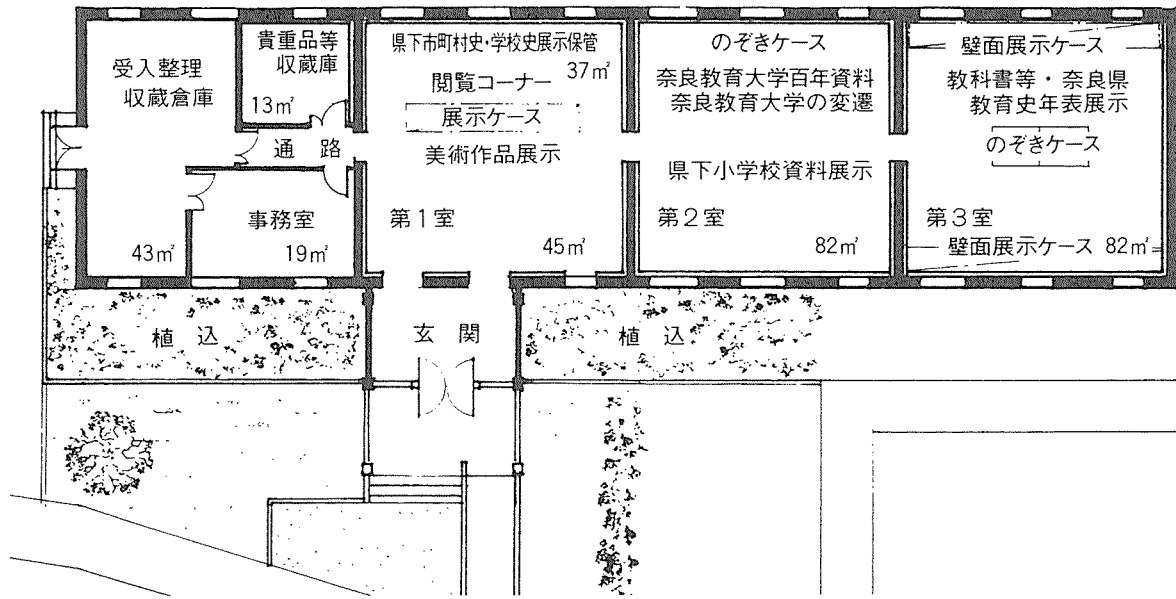 受入整理
収蔵倉庫
43㎡
貴重品等
収蔵庫
13㎡
通路
事務室
19㎡
県下市町村史・学校史展示保管
37㎡
閲覧コーナー
展示ケース
美術作品展示
第1室
45㎡
のぞきケース
奈良教育大学百年資料
奈良教育大学の変遷
県下小学校資料展示
第2室
82㎡
壁面展示ケース
教科書等・奈良県
教育史年表展示
のぞきケース
第3室
壁面展示ケース 82㎡
植込
玄関
植込